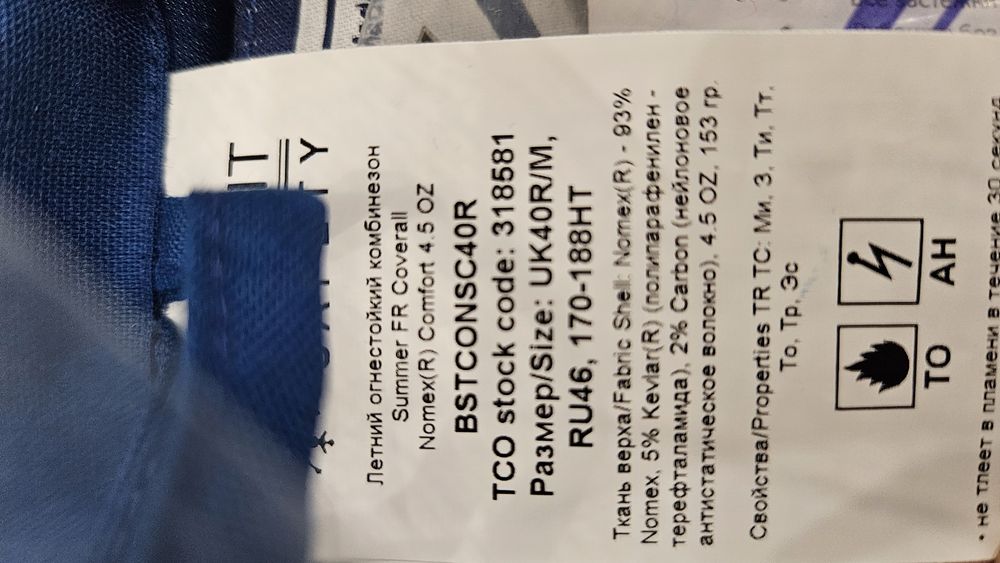 Летний огнестойкий комбинезон
Summer FR Coverall
Nomex(R) Comfort 4.5 OZ
BSTCONSC40R
TCO stock code: 318581
Размер/Size: UK40R/M,
RU46, 170-188HT
Ткань верха/Fabric Shell: Nomex(R) - 93%
Nomex, 5% Kevlar(R) (полипарафенилен -
терефталамида), 2% Carbon (нейлоновое
антистатическое волокно), 4.5 OZ, 153 гр.
Свойства/Properties TR TC: Ми, З, Ти, Тт,
То, Тр, Эс
ТО АН
• не тлеет в пламени в течение 30 секунд